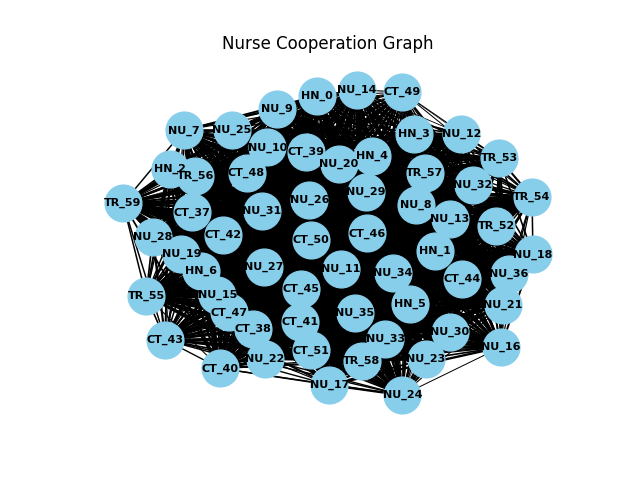 Nurse Cooperation Graph
NU_14
CT_49
HN_0
NU_9
NU_7
NU_25
HN_3
NU_12
NU_10
CT_39
HN_4
TR_53
NU_20
HN_2
TR_56
CT_48
TR_57
NU_32
NU_29
TR_54
NU_26
TR_59
NU_8
CT_37
NU_31
NU_13
TR_52
CT_46
NU_28
CT_42
CT_50
HN_1
NU_19
NU_18
NU_27
NU_11
HN_6
NU_34
NU_36
CT_44
CT_45
TR_55
NU_15
HN_5
NU_21
CT_47
NU_35
CT_41
CT_38
NU_30
CT_43
NU_33
NU_16
CT_51
NU_22
TR_58
NU_23
CT_40
NU_17
NU_24